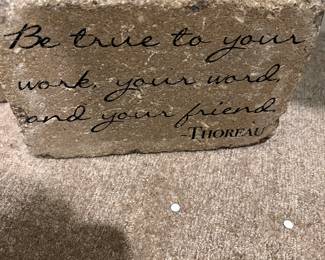 Be true to your
work, your word,
and your friend.
-THOREAU